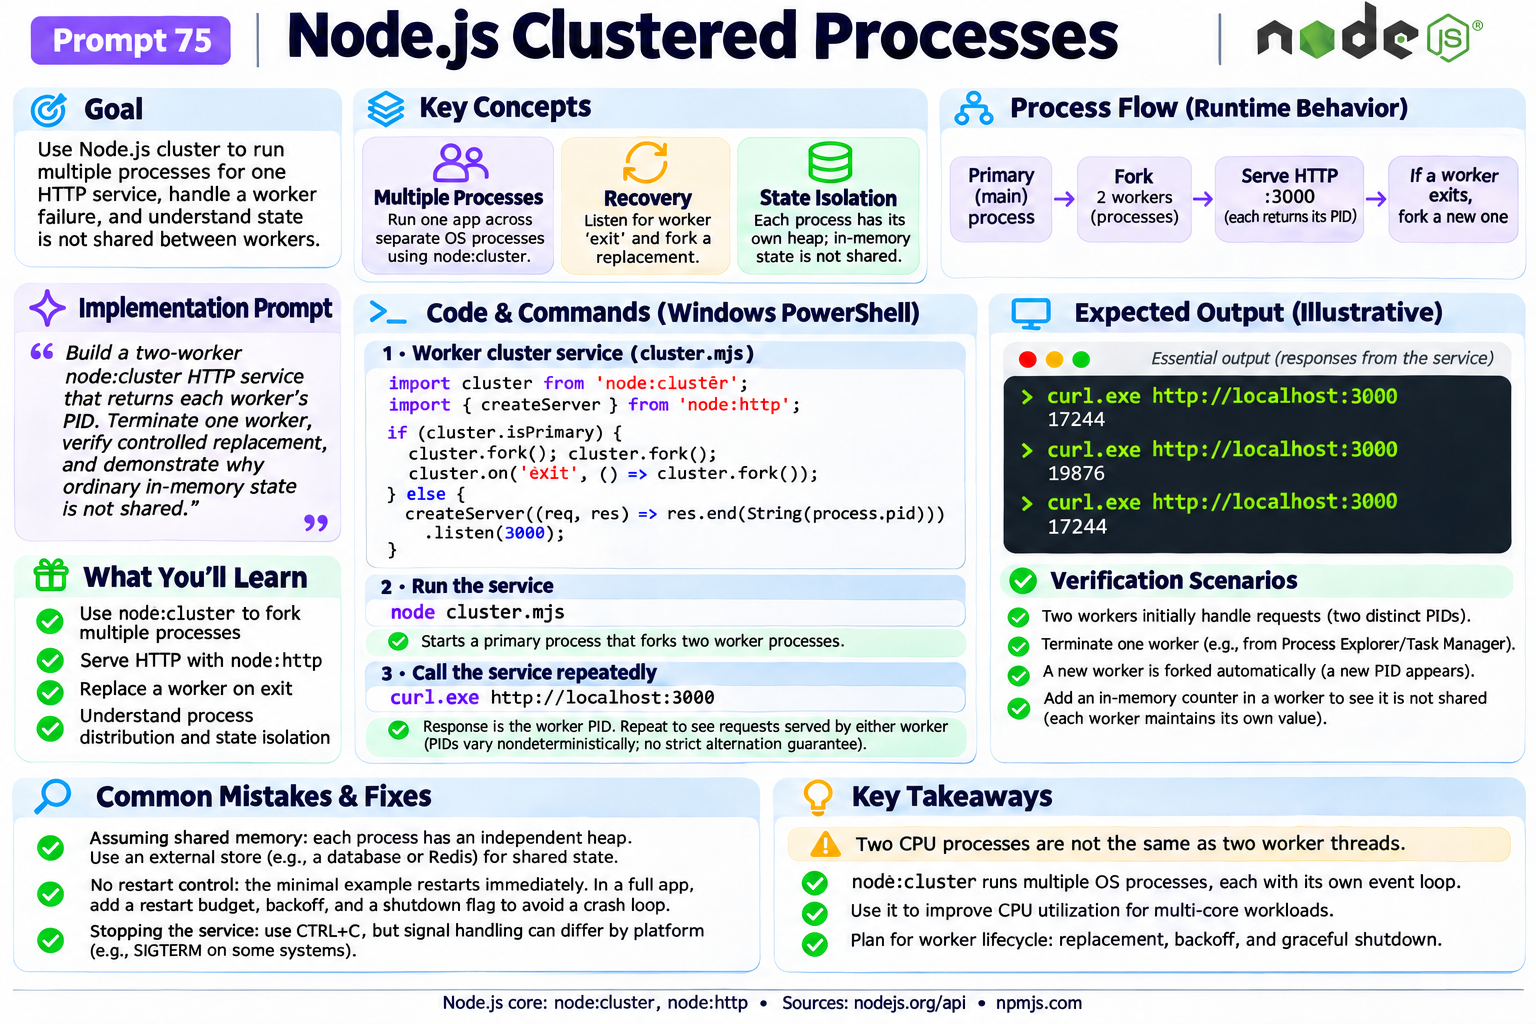 Prompt 75
Node.js Clustered Processes
node JS ®
Goal
Use Node.js cluster to run
multiple processes for one
HTTP service, handle a worker
failure, and understand state
is not shared between workers.
Key Concepts
Multiple Processes
Run one app across
separate OS processes
using node:cluster.
Recovery
Listen for worker
‘exit’ and fork a
replacement.
State Isolation
Each process has its
own heap; in-memory
state is not shared.
Process Flow (Runtime Behavior)
Primary
(main)
process
Fork
2 workers
(processes)
Serve HTTP
:3000
(each returns its PID)
If a worker
exits,
fork a new one
Implementation Prompt
“ Build a two-worker
node:cluster HTTP service
that returns each worker’s
PID. Terminate one worker,
verify controlled replacement,
and demonstrate why
ordinary in-memory state
is not shared.”
”
What You’ll Learn
Use node:cluster to fork
multiple processes
Serve HTTP with node:http
Replace a worker on exit
Understand process
distribution and state isolation
Code & Commands (Windows PowerShell)
1 • Worker cluster service (cluster.mjs)
import cluster from 'node:cluster';
import { createServer } from 'node:http';
if (cluster.isPrimary) {
cluster.fork(); cluster.fork();
cluster.on('exit', () => cluster.fork());
} else {
createServer((req, res) => res.end(String(process.pid)))
.listen(3000);
}
2 • Run the service
node cluster.mjs
Starts a primary process that forks two worker processes.
3 • Call the service repeatedly
curl.exe http://localhost:3000
Response is the worker PID. Repeat to see requests served by either worker
(PIDs vary nondeterministically; no strict alternation guarantee).
Expected Output (Illustrative)
Essential output (responses from the service)
> curl.exe http://localhost:3000
17244
> curl.exe http://localhost:3000
19876
> curl.exe http://localhost:3000
17244
Verification Scenarios
Two workers initially handle requests (two distinct PIDs).
Terminate one worker (e.g., from Process Explorer/Task Manager).
A new worker is forked automatically (a new PID appears).
Add an in-memory counter in a worker to see it is not shared
(each worker maintains its own value).
Common Mistakes & Fixes
Assuming shared memory: each process has an independent heap.
Use an external store (e.g., a database or Redis) for shared state.
No restart control: the minimal example restarts immediately. In a full app,
add a restart budget, backoff, and a shutdown flag to avoid a crash loop.
Stopping the service: use CTRL+C, but signal handling can differ by platform
(e.g., SIGTERM on some systems).
Key Takeaways
Two CPU processes are not the same as two worker threads.
node:cluster runs multiple OS processes, each with its own event loop.
Use it to improve CPU utilization for multi-core workloads.
Plan for worker lifecycle: replacement, backoff, and graceful shutdown.
Node.js core: node:cluster, node:http • Sources: nodejs.org/api • npmjs.com